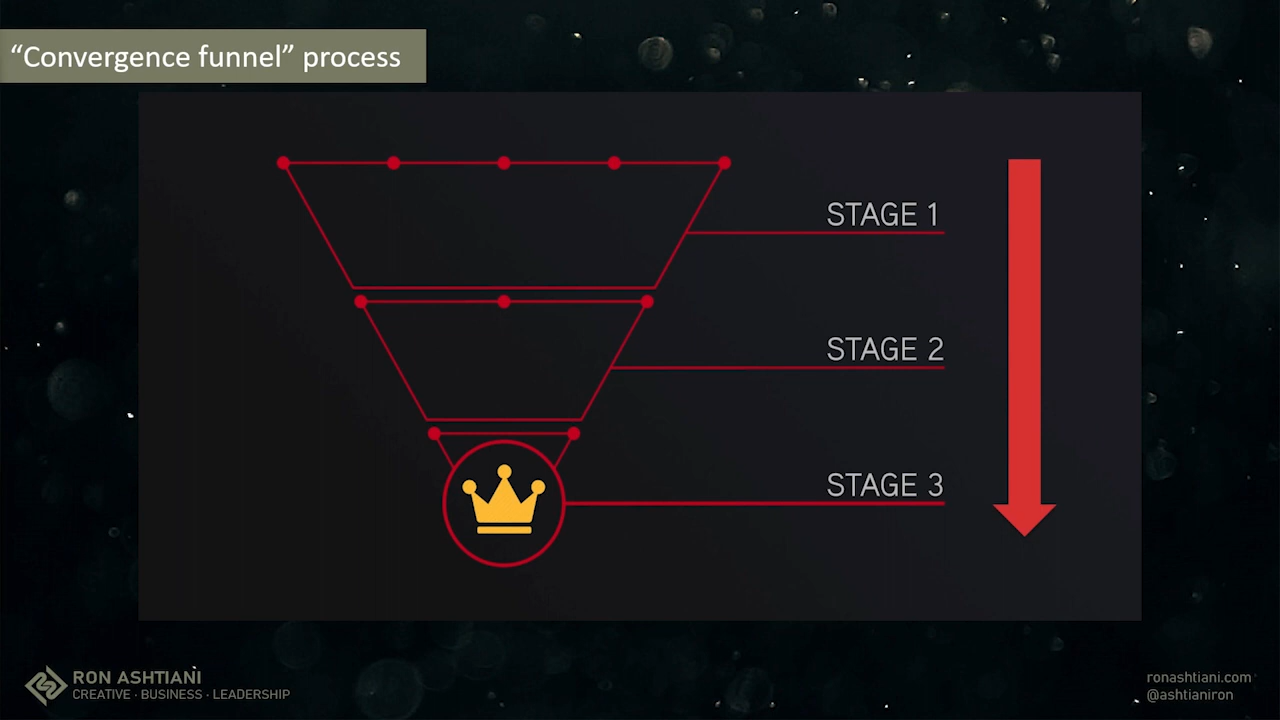 “Convergence funnel” process
STAGE 1
STAGE 2
STAGE 3
RON ASHTIANI
CREATIVE · BUSINESS · LEADERSHIP
ronashtiani.com
@ashtianiron